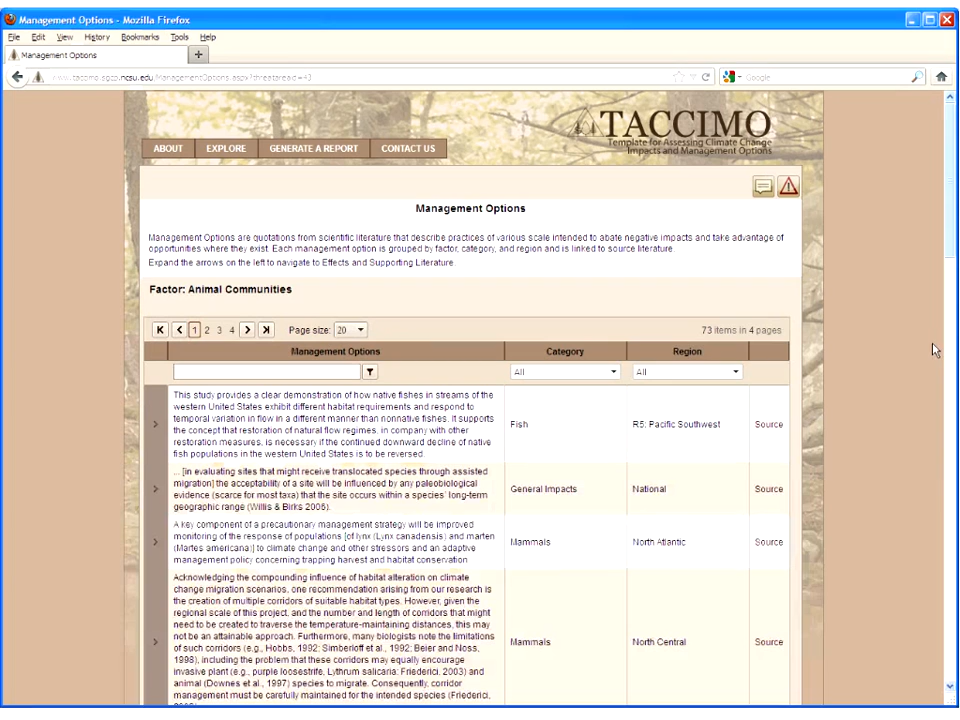 Management Options - Mozilla Firefox
File Edit View History Bookmarks Tools Help
Management Options
www.taccimo.sgcp.ncsu.edu/ManagementOptions.aspx?threatareaid=43
Google
TACCIMO
Template for Assessing Climate Change
Impacts and Management Options
ABOUT EXPLORE GENERATE A REPORT CONTACT US
Management Options
Management Options are quotations from scientific literature that describe practices of various scale intended to abate negative impacts and take advantage of
opportunities where they exist. Each management option is grouped by factor, category, and region and is linked to source literature.
Expand the arrows on the left to navigate to Effects and Supporting Literature.
Factor: Animal Communities
1 2 3 4 Page size: 20 73 items in 4 pages
Management Options Category Region
All All
This study provides a clear demonstration of how native fishes in streams of the
western United States exhibit different habitat requirements and respond to
temporal variation in flow in a different manner than nonnative fishes. It supports
the concept that restoration of natural flow regimes, in company with other
restoration measures, is necessary if the continued downward decline of native
fish populations in the western United States is to be reversed.
Fish R5: Pacific Southwest Source
... [in evaluating sites that might receive translocated species through assisted
migration] the acceptability of a site will be influenced by any paleobiological
evidence (scarce for most taxa) that the site occurs within a species' long-term
geographic range (Willis & Birks 2006).
General Impacts National Source
A key component of a precautionary management strategy will be improved
monitoring of the response of populations [of lynx (Lynx canadensis) and marten
(Martes americana)] to climate change and other stressors and an adaptive
management policy concerning trapping harvest and habitat conservation
Mammals North Atlantic Source
Acknowledging the compounding influence of habitat alteration on climate
change migration scenarios, one recommendation arising from our research is
the creation of multiple corridors of suitable habitat types. However, given the
regional scale of this project, and the number and length of corridors that might
need to be created to traverse the temperature-maintaining distances, this may
not be an attainable approach. Furthermore, many biologists note the limitations
of such corridors (e.g., Hobbs, 1992; Simberloff et al., 1992; Beier and Noss,
1998), including the problem that these corridors may equally encourage
invasive plant (e.g., purple loosestrife, Lythrum salicaria: Friederici, 2003) and
animal (Downes et al., 1997) species to migrate. Consequently, corridor
management must be carefully maintained for the intended species (Friederici,
Mammals North Central Source